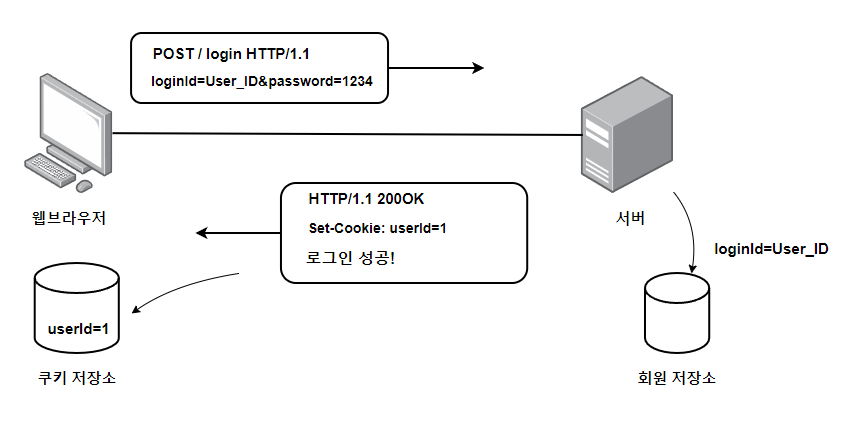 POST / login HTTP/1.1
loginId=User_ID&password=1234
웹브라우저
HTTP/1.1 200OK
Set-Cookie: userId=1
로그인 성공!
서버
loginId=User_ID
userId=1
쿠키 저장소
회원 저장소